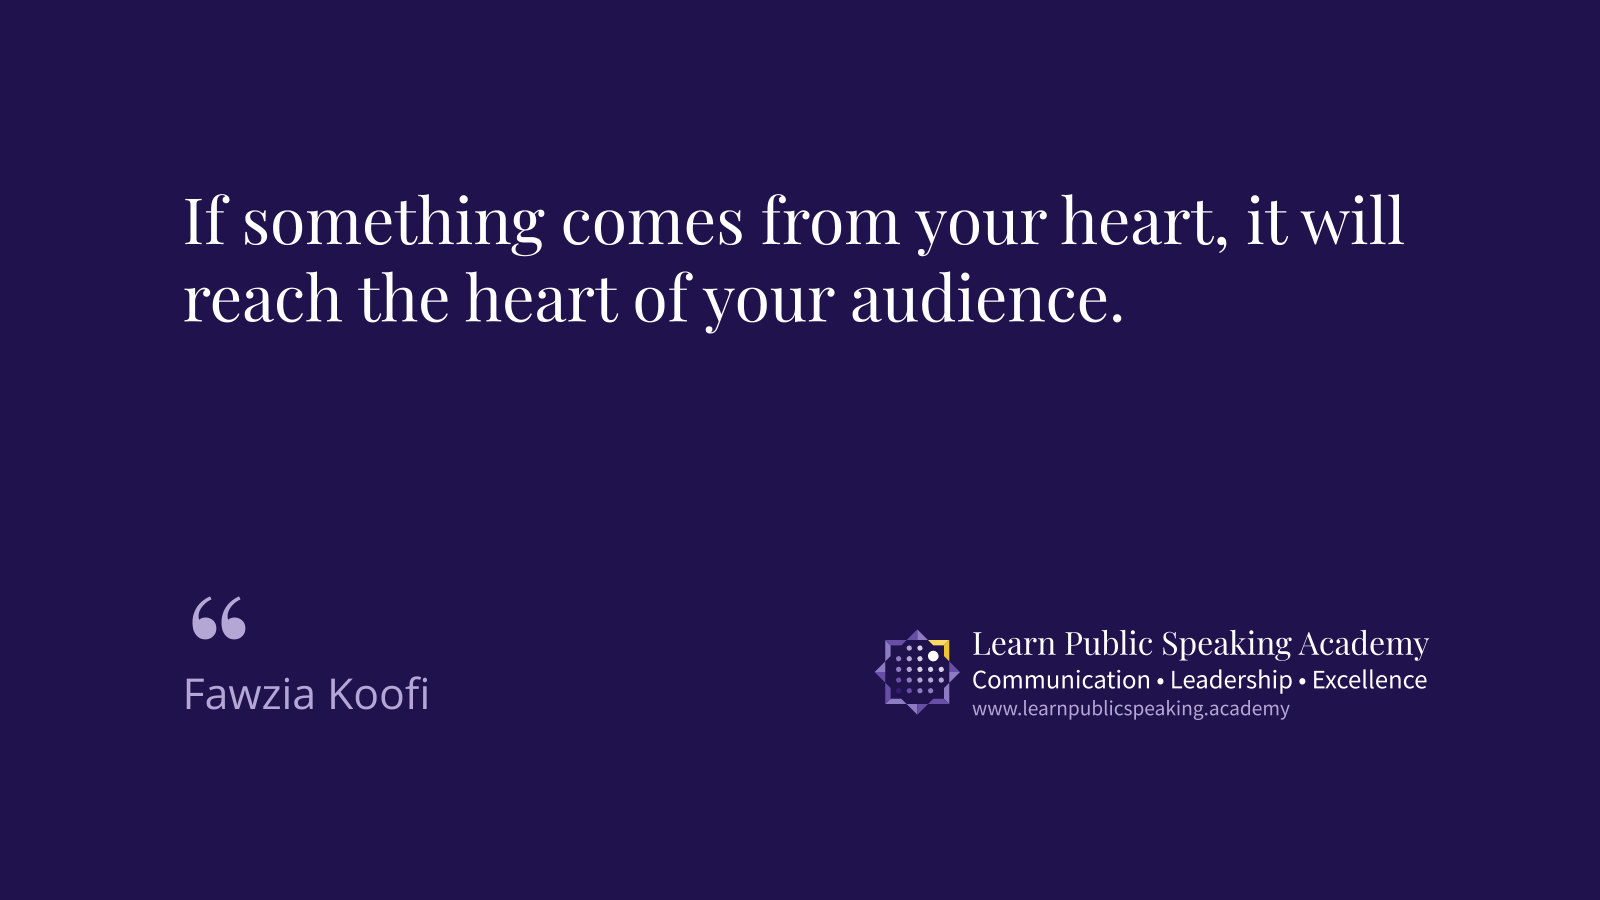 If something comes from your heart, it will
reach the heart of your audience.
“
Fawzia Koofi
Learn Public Speaking Academy
Communication • Leadership • Excellence
www.learnpublicspeaking.academy